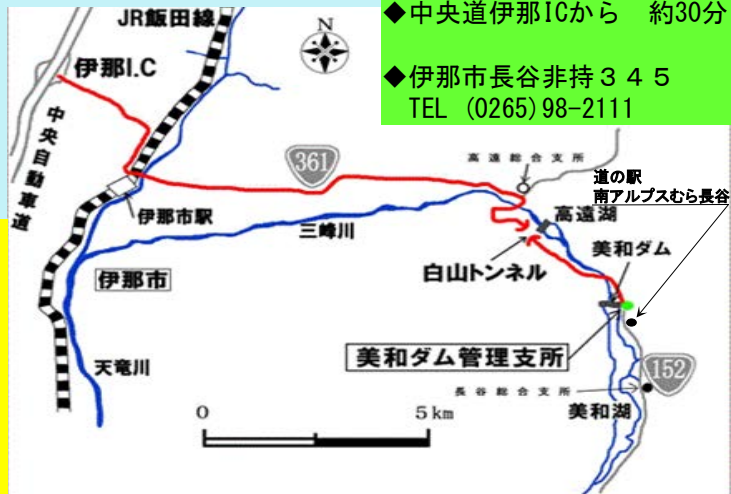 ◆中央道伊那ICから　約30分
◆伊那市長谷非持３４５
TEL (0265)98-2111
JR飯田線
N
伊那I.C
中央自動車道
361
高遠総合支所
道の駅
南アルプスむら長谷
伊那市駅
三峰川
高遠湖
美和ダム
伊那市
白山トンネル
美和ダム管理支所
152
天竜川
長谷総合支所
美和湖
0
5km